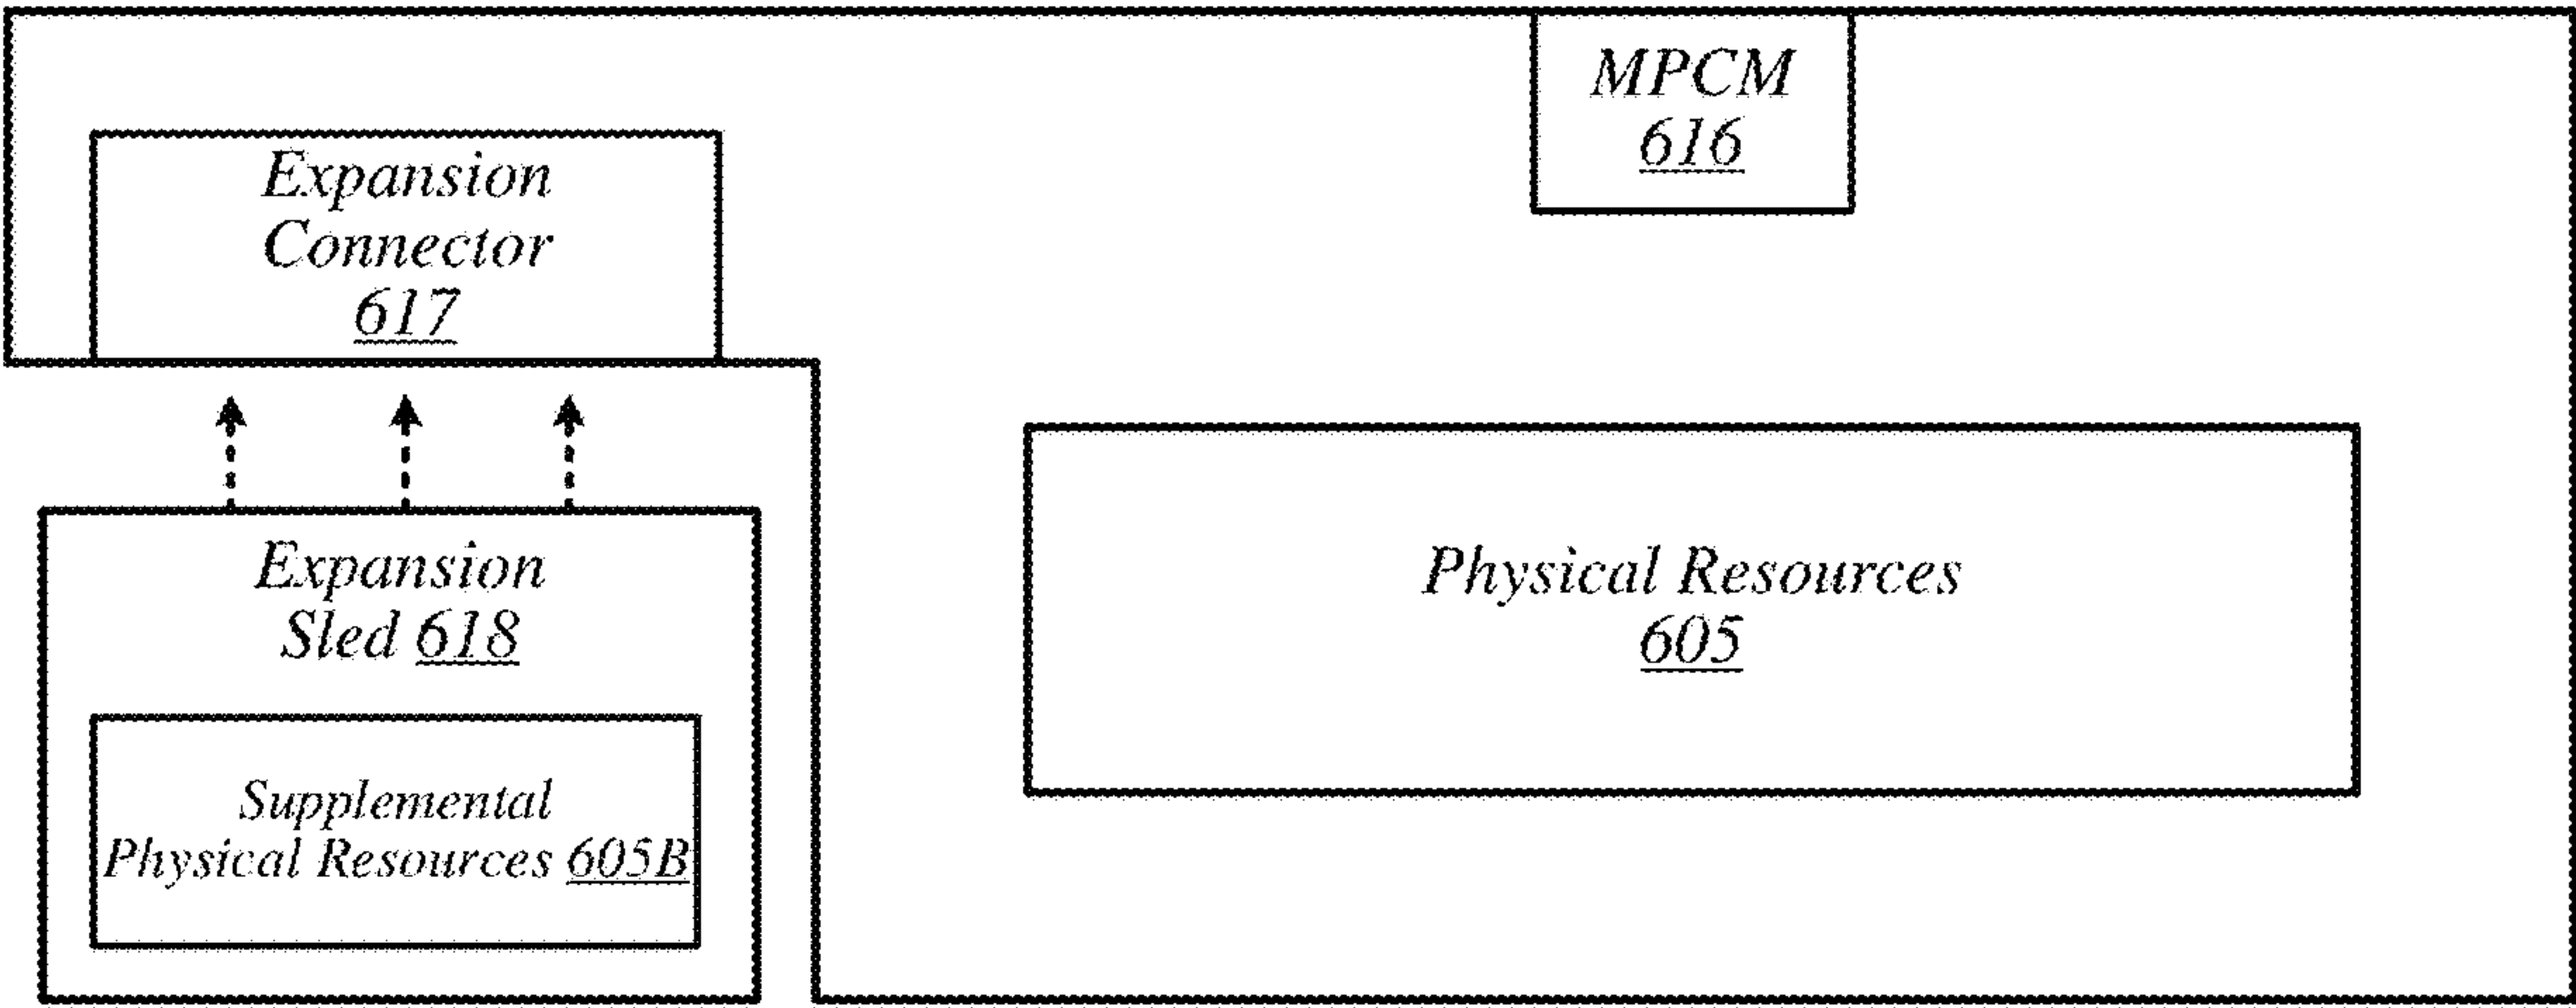 MPCM
616
Expansion
Connector
617
Expansion
Sled 618
Supplemental
Physical Resources 605B
Physical Resources
605